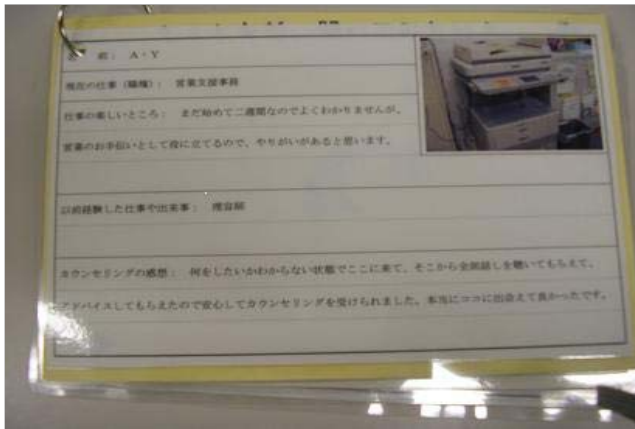 名 前： A・Y
現在の仕事（職種）： 営業支援事務
仕事の楽しいところ： まだ始めて二週間なのでよくわかりませんが、
営業のお手伝いとして役に立てるので、やりがいがあると思います。
以前経験した仕事や出来事： 理容師
カウンセリングの感想： 何をしたいかわからない状態でここに来て、そこから全部話しを聴いてもらえて、
アドバイスしてもらえたので安心してカウンセリングを受けられました。本当にココに出会えて良かったです。